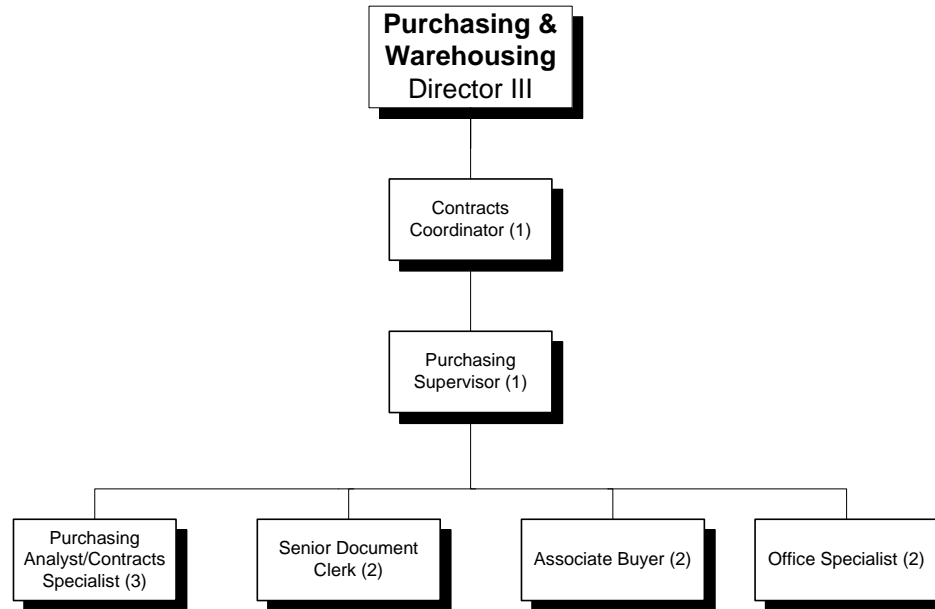 Purchasing &
Warehousing
Director III
Contracts
Coordinator (1)
Purchasing
Supervisor (1)
Purchasing
Analyst/Contracts
Specialist (3)
Senior Document
Clerk (2)
Associate Buyer (2)
Office Specialist (2)